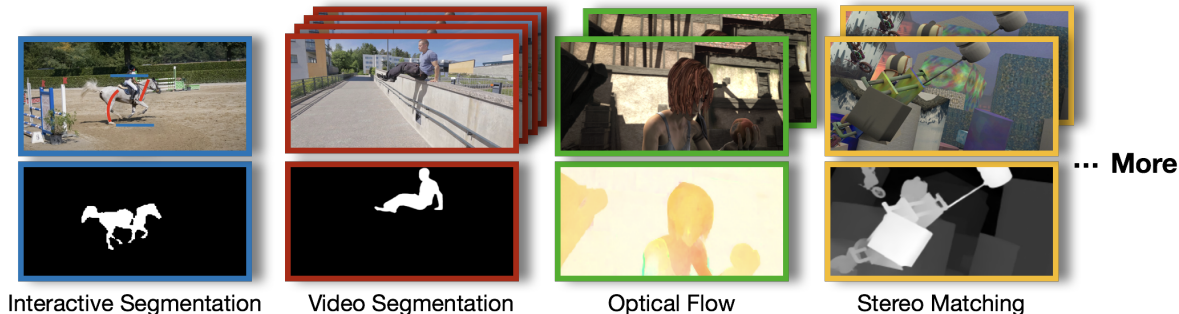 ... More
Interactive Segmentation
Video Segmentation
Optical Flow
Stereo Matching